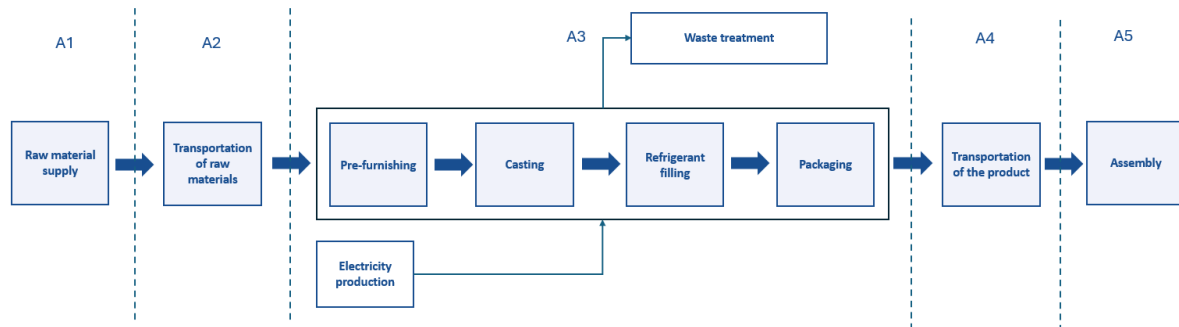 A1
A2
A3
A4
A5
Waste treatment
Raw material
supply
Transportation
of raw
materials
Pre-furnishing
Casting
Refrigerant
filling
Packaging
Transportation
of the product
Assembly
Electricity
production